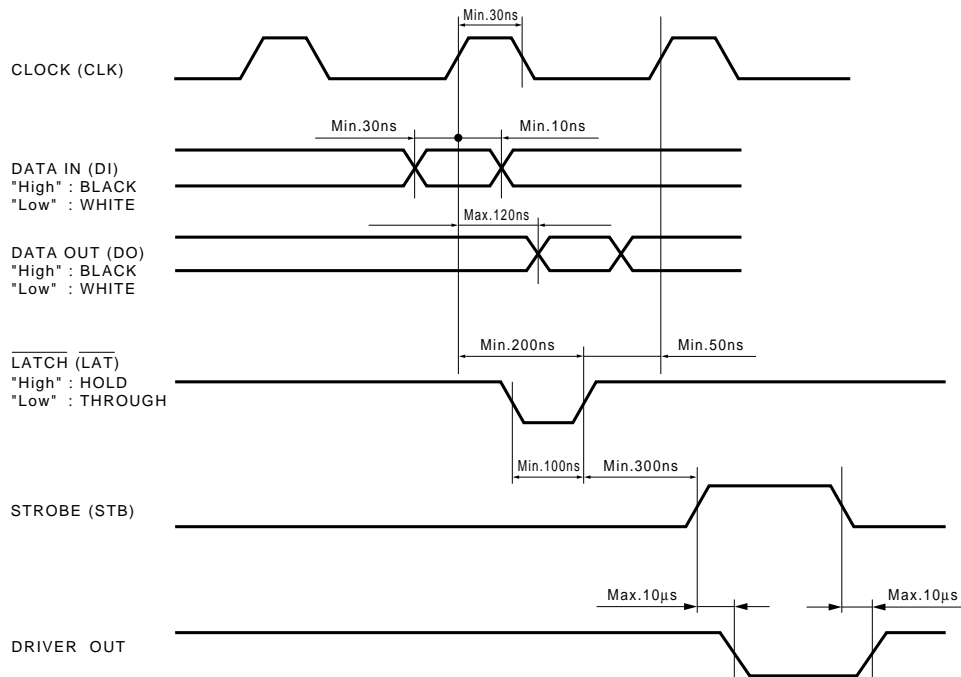 Min.30ns
CLOCK (CLK)
Min.30ns
Min.10ns
DATA IN (DI)
"High" : BLACK
"Low" : WHITE
Max.120ns
DATA OUT (DO)
"High" : BLACK
"Low" : WHITE
Min.200ns
Min.50ns
LATCH (LAT)
"High" : HOLD
"Low" : THROUGH
Min.100ns
Min.300ns
STROBE (STB)
Max.10μs
Max.10μs
DRIVER OUT